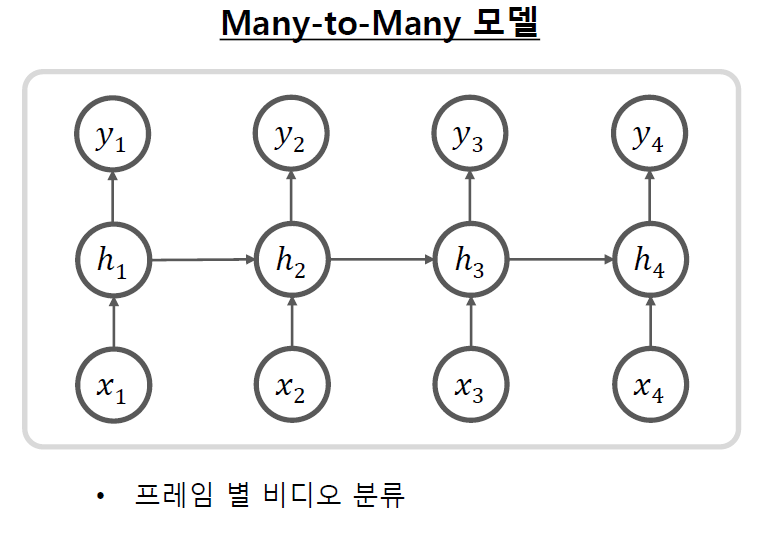 Many-to-Many 모델
y₁ y₂ y₃ y₄
h₁ h₂ h₃ h₄
x₁ x₂ x₃ x₄
• 프레임 별 비디오 분류